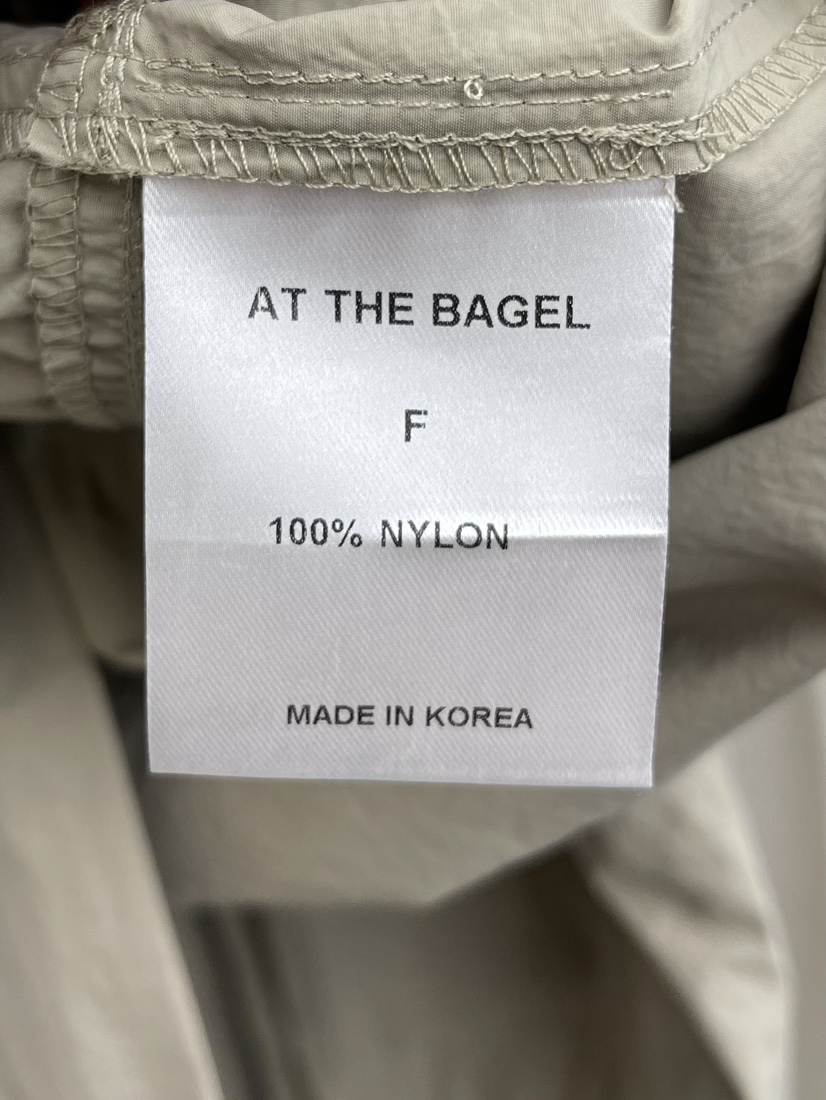 AT THE BAGEL
F
100% NYLON
MADE IN KOREA